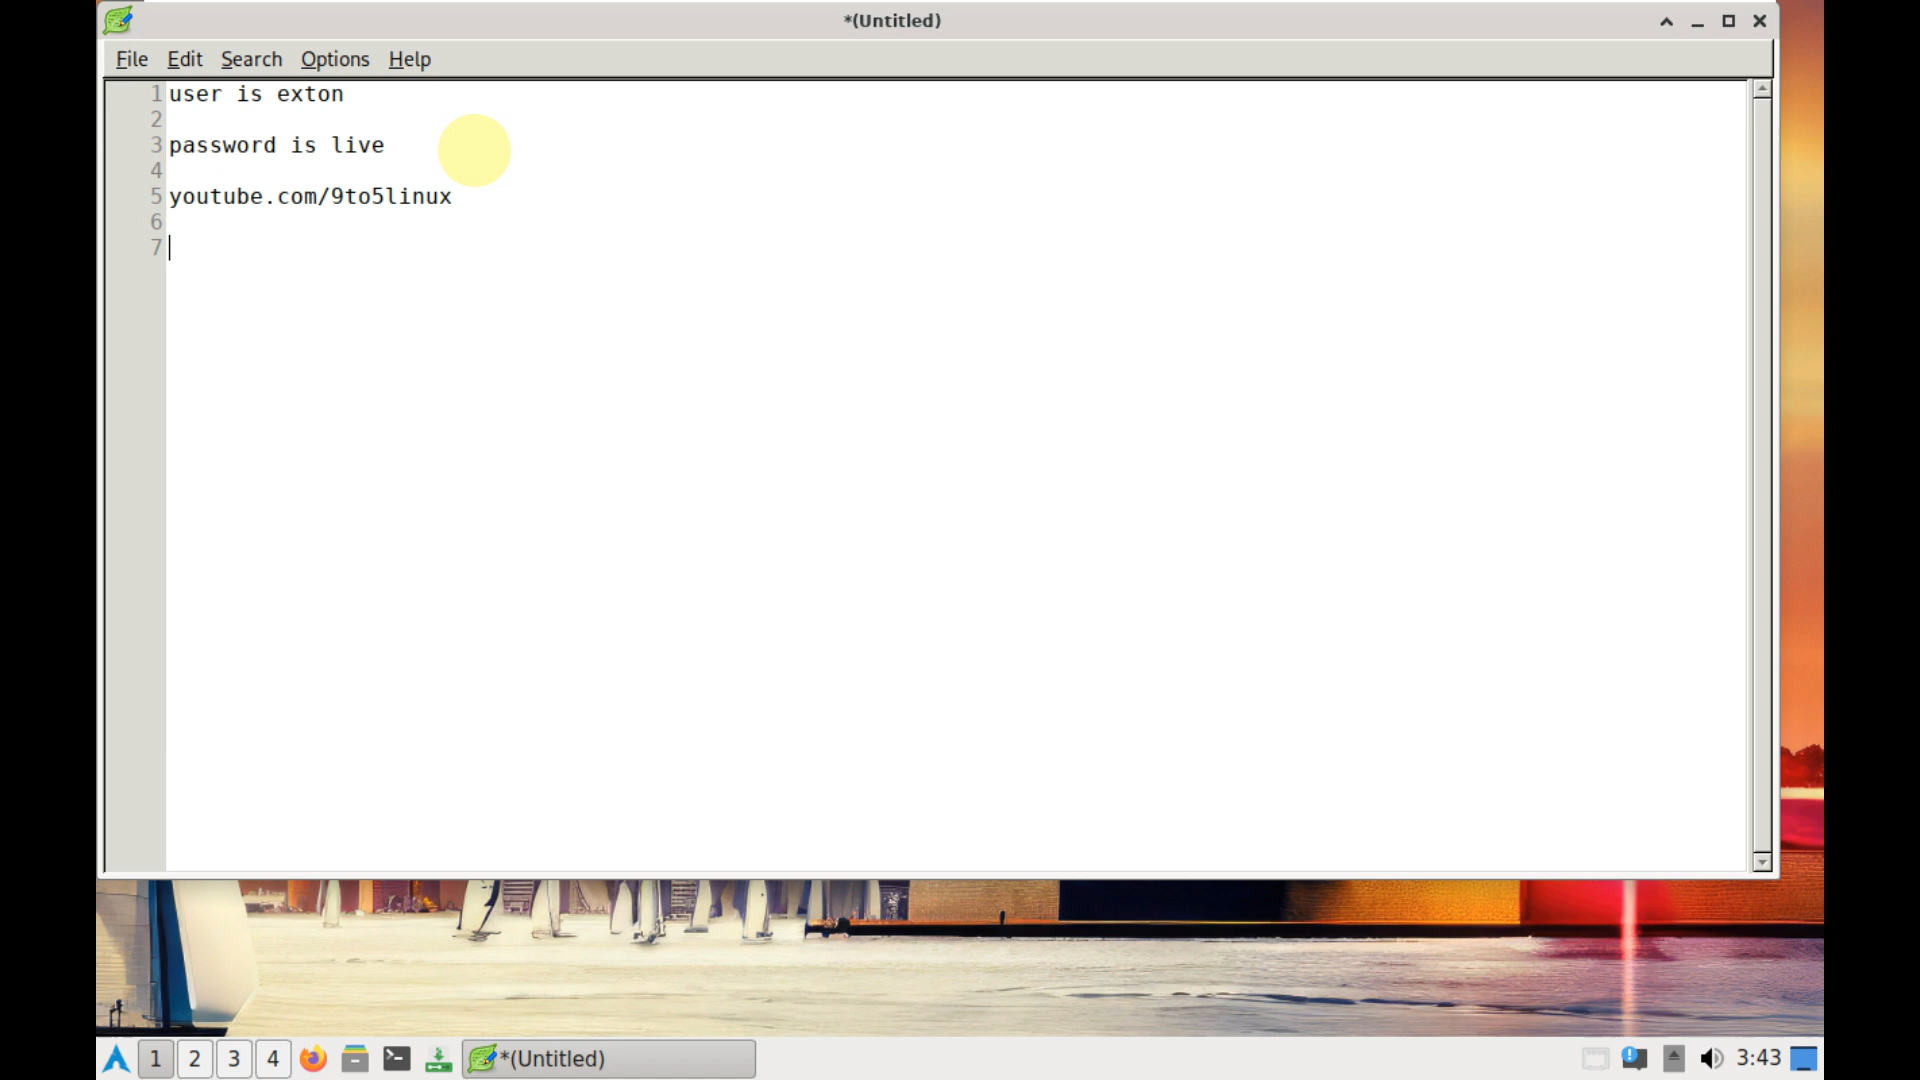 *(Untitled)
File Edit Search Options Help
1 user is exton
2
3 password is live
4
5 youtube.com/9to5linux
6
7
1 2 3 4 *(Untitled) 3:43